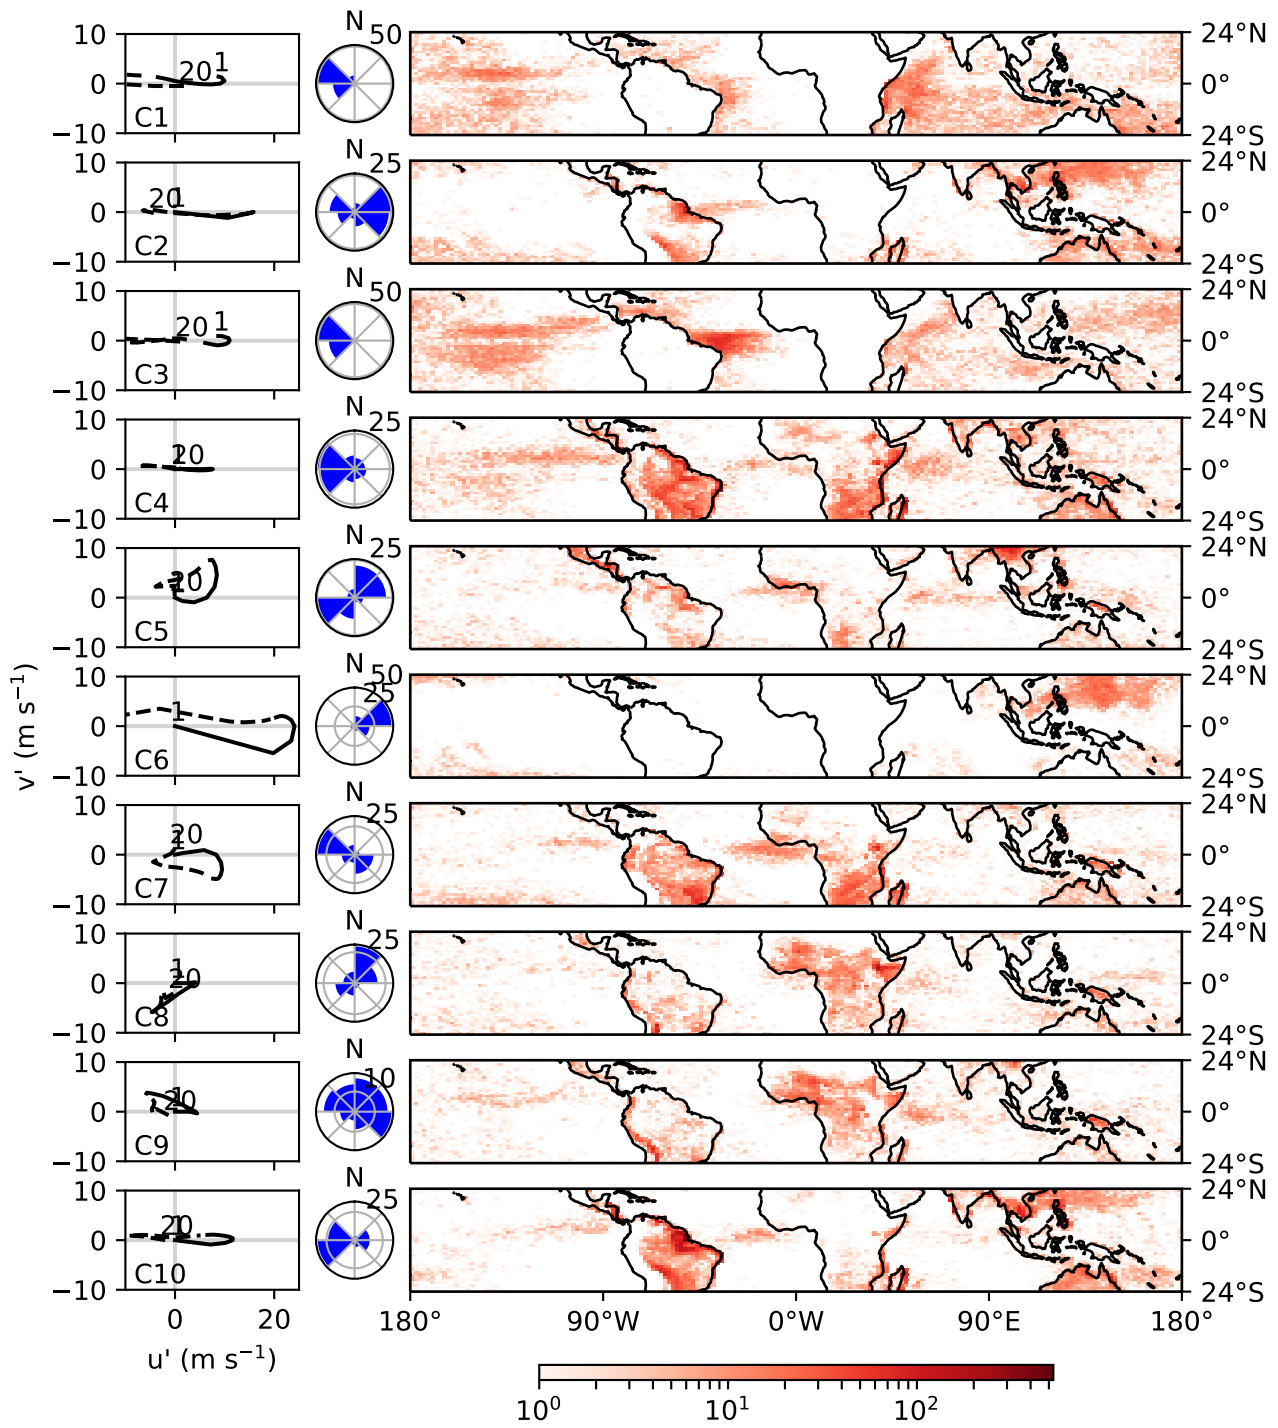 10 0 −10 C1 20 1 N 50 24°N 0° 24°S
10 0 −10 C2 20 1 N 25 24°N 0° 24°S
10 0 −10 C3 20 1 N 50 24°N 0° 24°S
10 0 −10 C4 20 N 25 24°N 0° 24°S
10 0 −10 C5 20 N 25 24°N 0° 24°S
10 0 −10 C6 1 N 50 25 24°N 0° 24°S
10 0 −10 C7 1 20 N 25 24°N 0° 24°S
10 0 −10 C8 1 20 N 25 24°N 0° 24°S
10 0 −10 C9 1 20 N 10 24°N 0° 24°S
10 0 −10 C10 1 20 N 25 24°N 0° 24°S
v' (m s⁻¹)
0 20
u' (m s⁻¹)
180° 90°W 0°W 90°E 180°
10⁰ 10¹ 10²